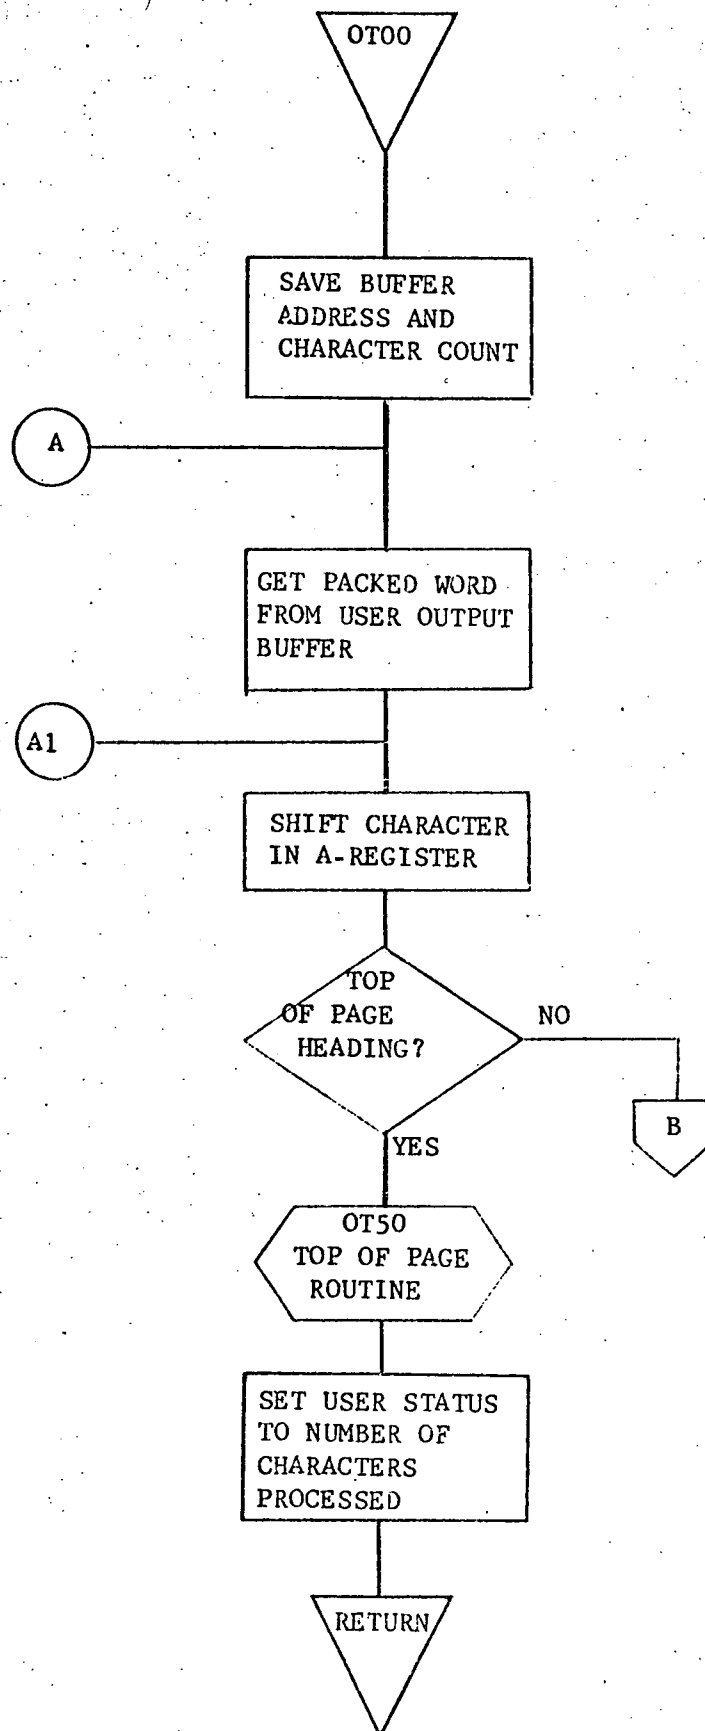 OT00
SAVE BUFFER
ADDRESS AND
CHARACTER COUNT
A
GET PACKED WORD
FROM USER OUTPUT
BUFFER
A1
SHIFT CHARACTER
IN A-REGISTER
TOP
OF PAGE
HEADING?
NO
B
YES
OT50
TOP OF PAGE
ROUTINE
SET USER STATUS
TO NUMBER OF
CHARACTERS
PROCESSED
RETURN